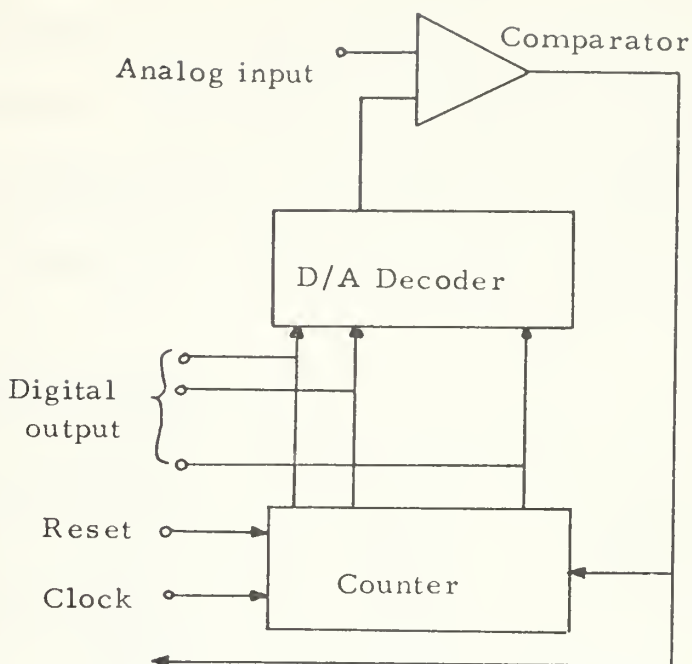 Comparator
Analog input
D/A Decoder
Digital
output
Reset
Clock
Counter